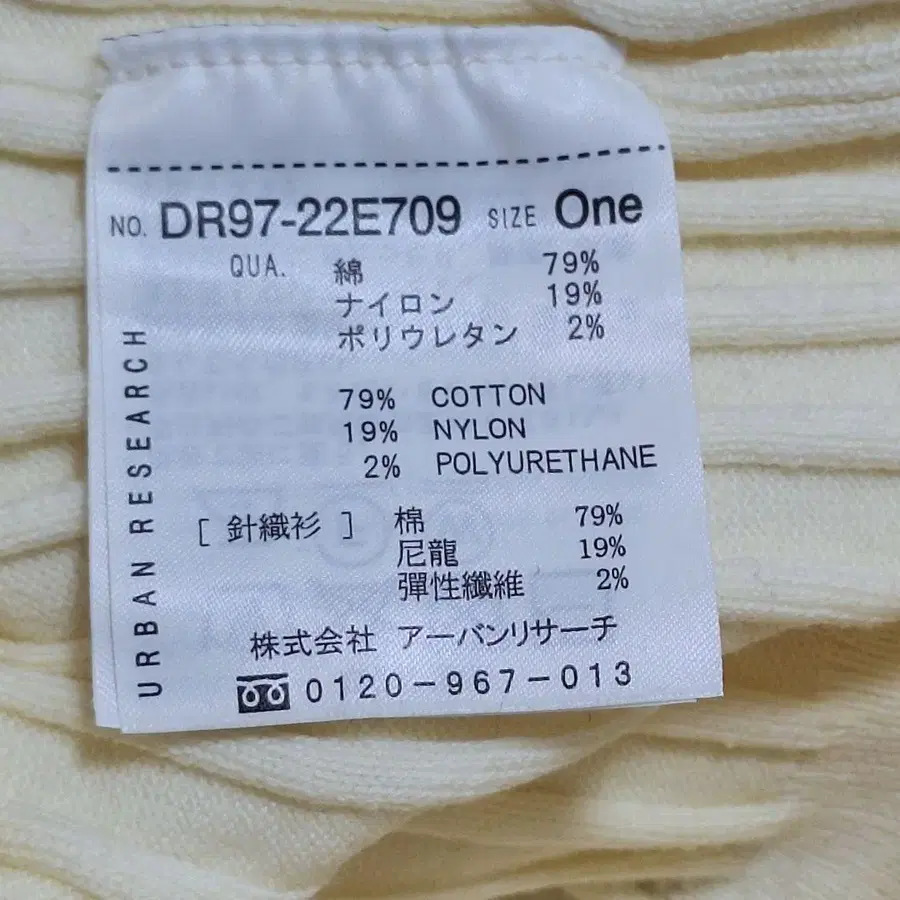 NO. DR97-22E709 SIZE One
QUA. 綿 79%
ナイロン 19%
ポリウレタン 2%
79% COTTON
19% NYLON
2% POLYURETHANE
[ 針織衫 ] 棉 79%
尼龍 19%
彈性纖維 2%
株式会社 アーバンリサーチ
0120-967-013
URBAN RESEARCH